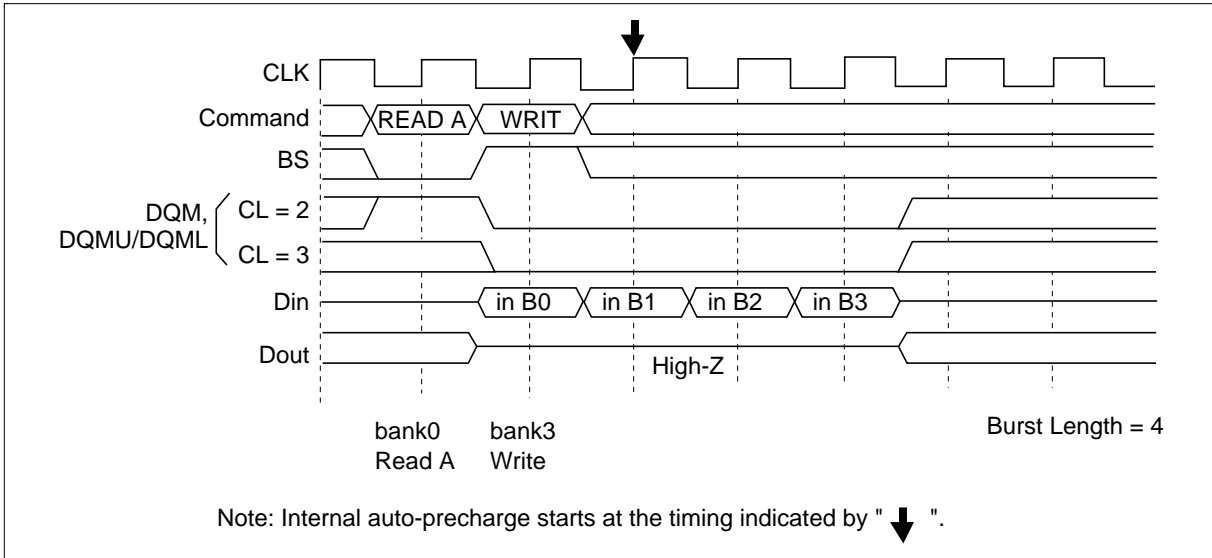 CLK
Command
READ A
WRIT
BS
DQM,
DQMU/DQML
CL = 2
CL = 3
Din
in B0
in B1
in B2
in B3
Dout
High-Z
bank0
Read A
bank3
Write
Burst Length = 4
Note: Internal auto-precharge starts at the timing indicated by " ".